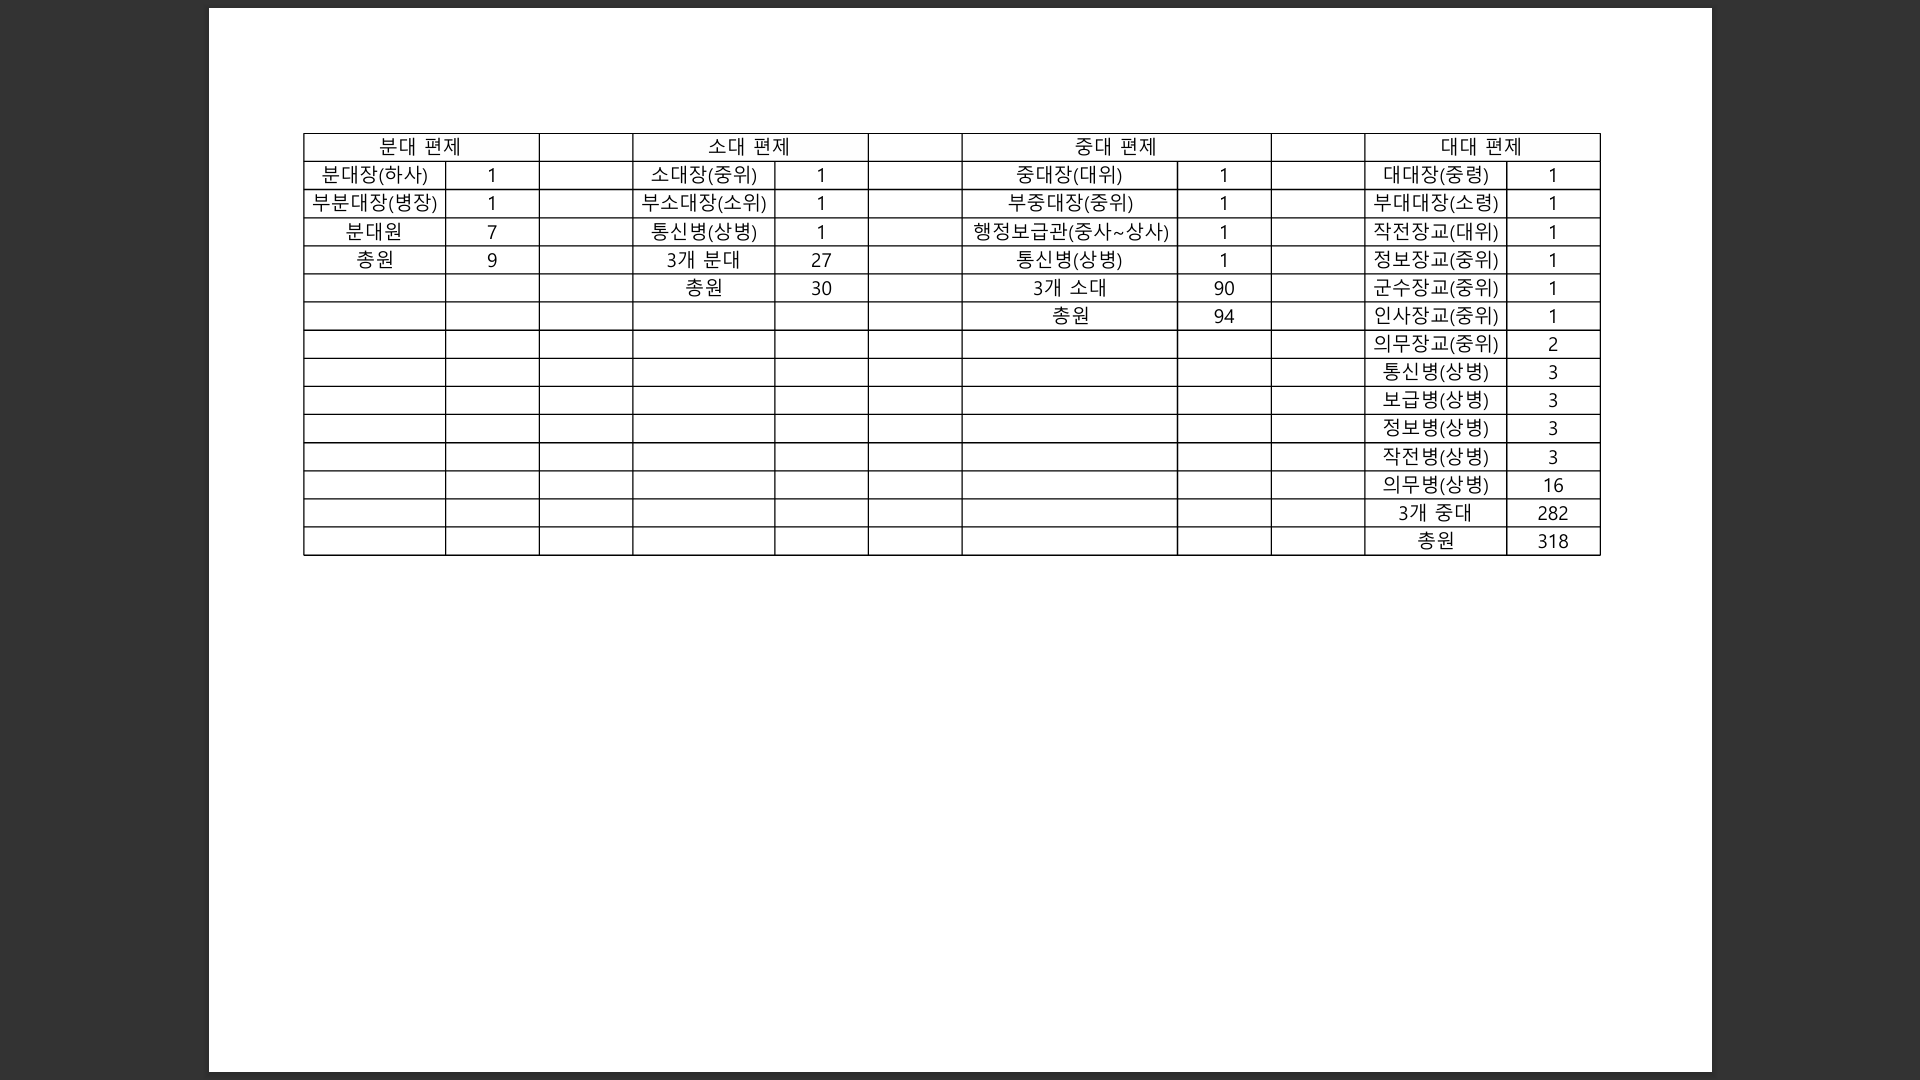 분대 편제 소대 편제 중대 편제 대대 편제
분대장(하사) 1 소대장(중위) 1 중대장(대위) 1 대대장(중령) 1
부분대장(병장) 1 부소대장(소위) 1 부중대장(중위) 1 부대대장(소령) 1
분대원 7 통신병(상병) 1 행정보급관(중사~상사) 1 작전장교(대위) 1
총원 9 3개 분대 27 통신병(상병) 1 정보장교(중위) 1
총원 30 3개 소대 90 군수장교(중위) 1
총원 94 인사장교(중위) 1
의무장교(중위) 2
통신병(상병) 3
보급병(상병) 3
정보병(상병) 3
작전병(상병) 3
의무병(상병) 16
3개 중대 282
총원 318